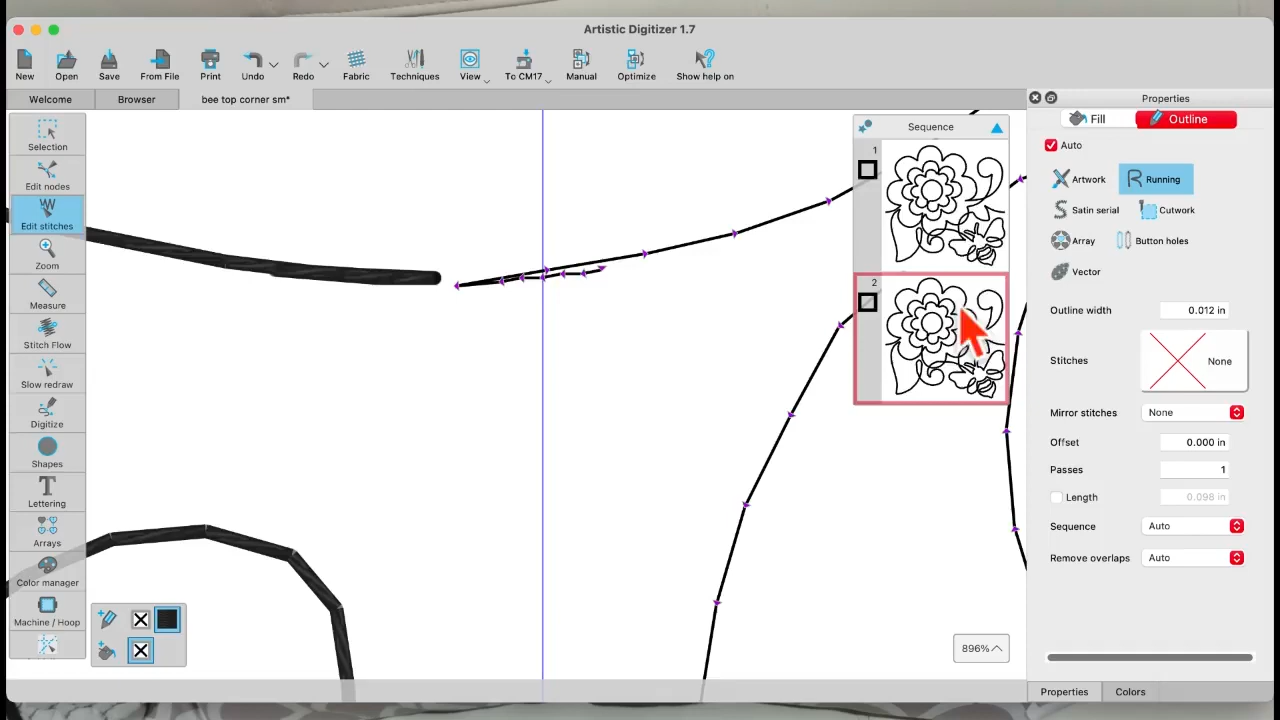 Artistic Digitizer 1.7
New Open Save From File Print Undo Redo Fabric Techniques View To CM17 Manual Optimize Show help on
Welcome Browser bee top corner sm*
Selection
Edit nodes
Edit stitches
Zoom
Measure
Stitch Flow
Slow redraw
Digitize
Shapes
Lettering
Arrays
Color manager
Machine / Hoop
Sequence
1
2
896%
Properties
Fill Outline
Auto
Artwork Running
Satin serial Cutwork
Array Button holes
Vector
Outline width 0.012 in
Stitches None
Mirror stitches None
Offset 0.000 in
Passes 1
Length 0.098 in
Sequence Auto
Remove overlaps Auto
Properties Colors